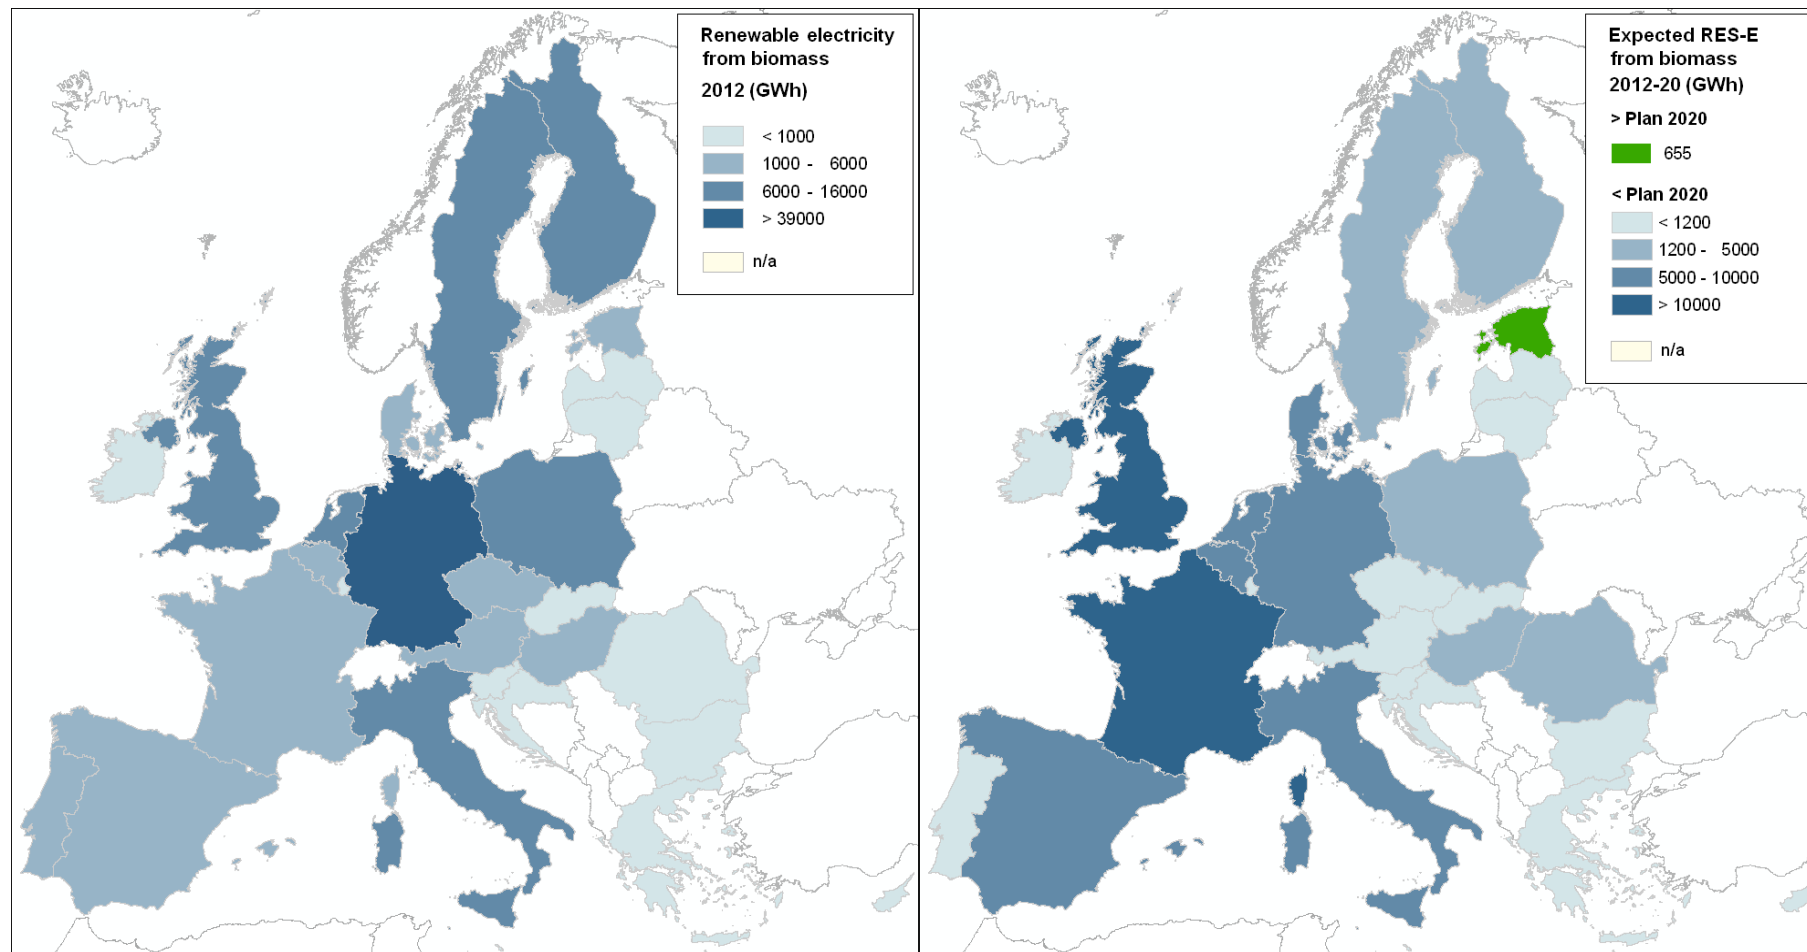 Renewable electricity
from biomass
2012 (GWh)
< 1000
1000 - 6000
6000 - 16000
> 39000
n/a
Expected RES-E
from biomass
2012-20 (GWh)
> Plan 2020
655
< Plan 2020
< 1200
1200 - 5000
5000 - 10000
> 10000
n/a